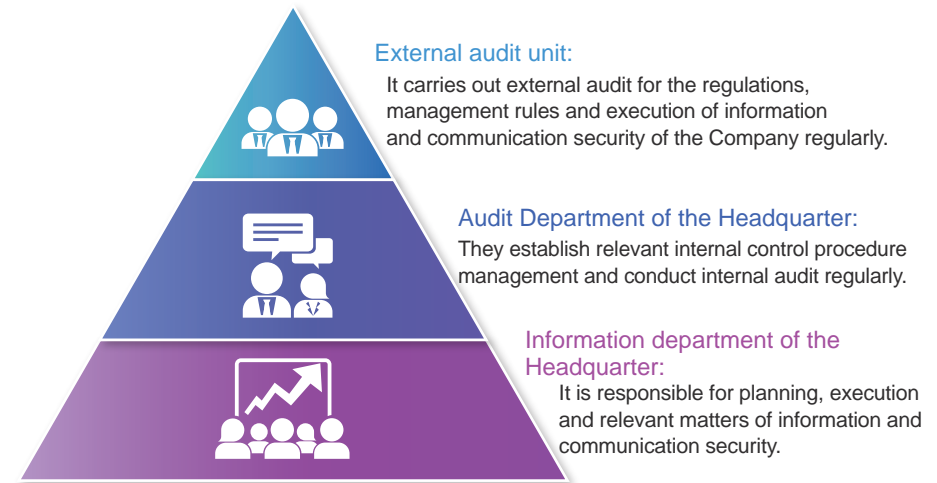 External audit unit:
It carries out external audit for the regulations,
management rules and execution of information
and communication security of the Company regularly.
Audit Department of the Headquarter:
They establish relevant internal control procedure
management and conduct internal audit regularly.
Information department of the
Headquarter:
It is responsible for planning, execution
and relevant matters of information and
communication security.